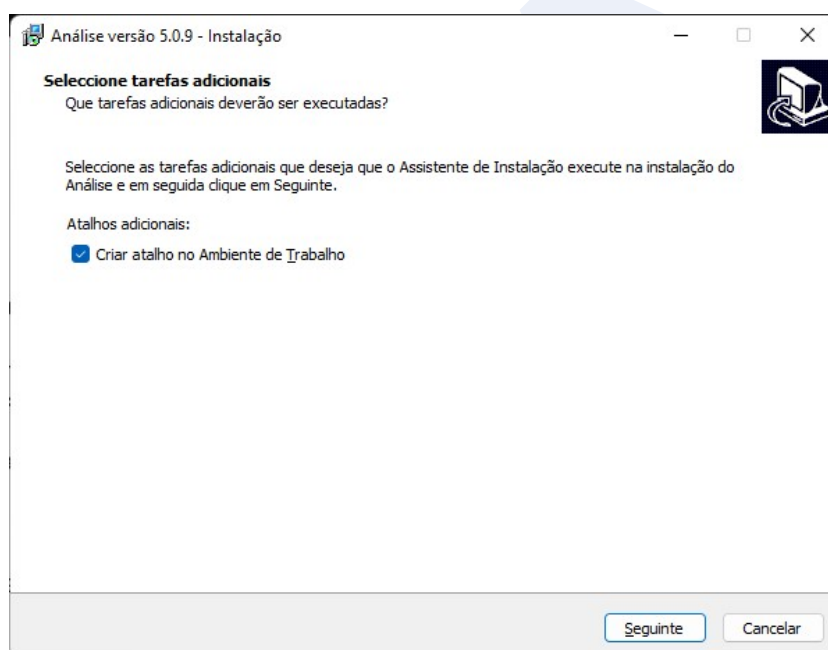 Análise versão 5.0.9 - Instalação
Seleccione tarefas adicionais
Que tarefas adicionais deverão ser executadas?
Seleccione as tarefas adicionais que deseja que o Assistente de Instalação execute na instalação do
Análise e em seguida clique em Seguinte.
Atalhos adicionais:
Criar atalho no Ambiente de Trabalho
Seguinte
Cancelar